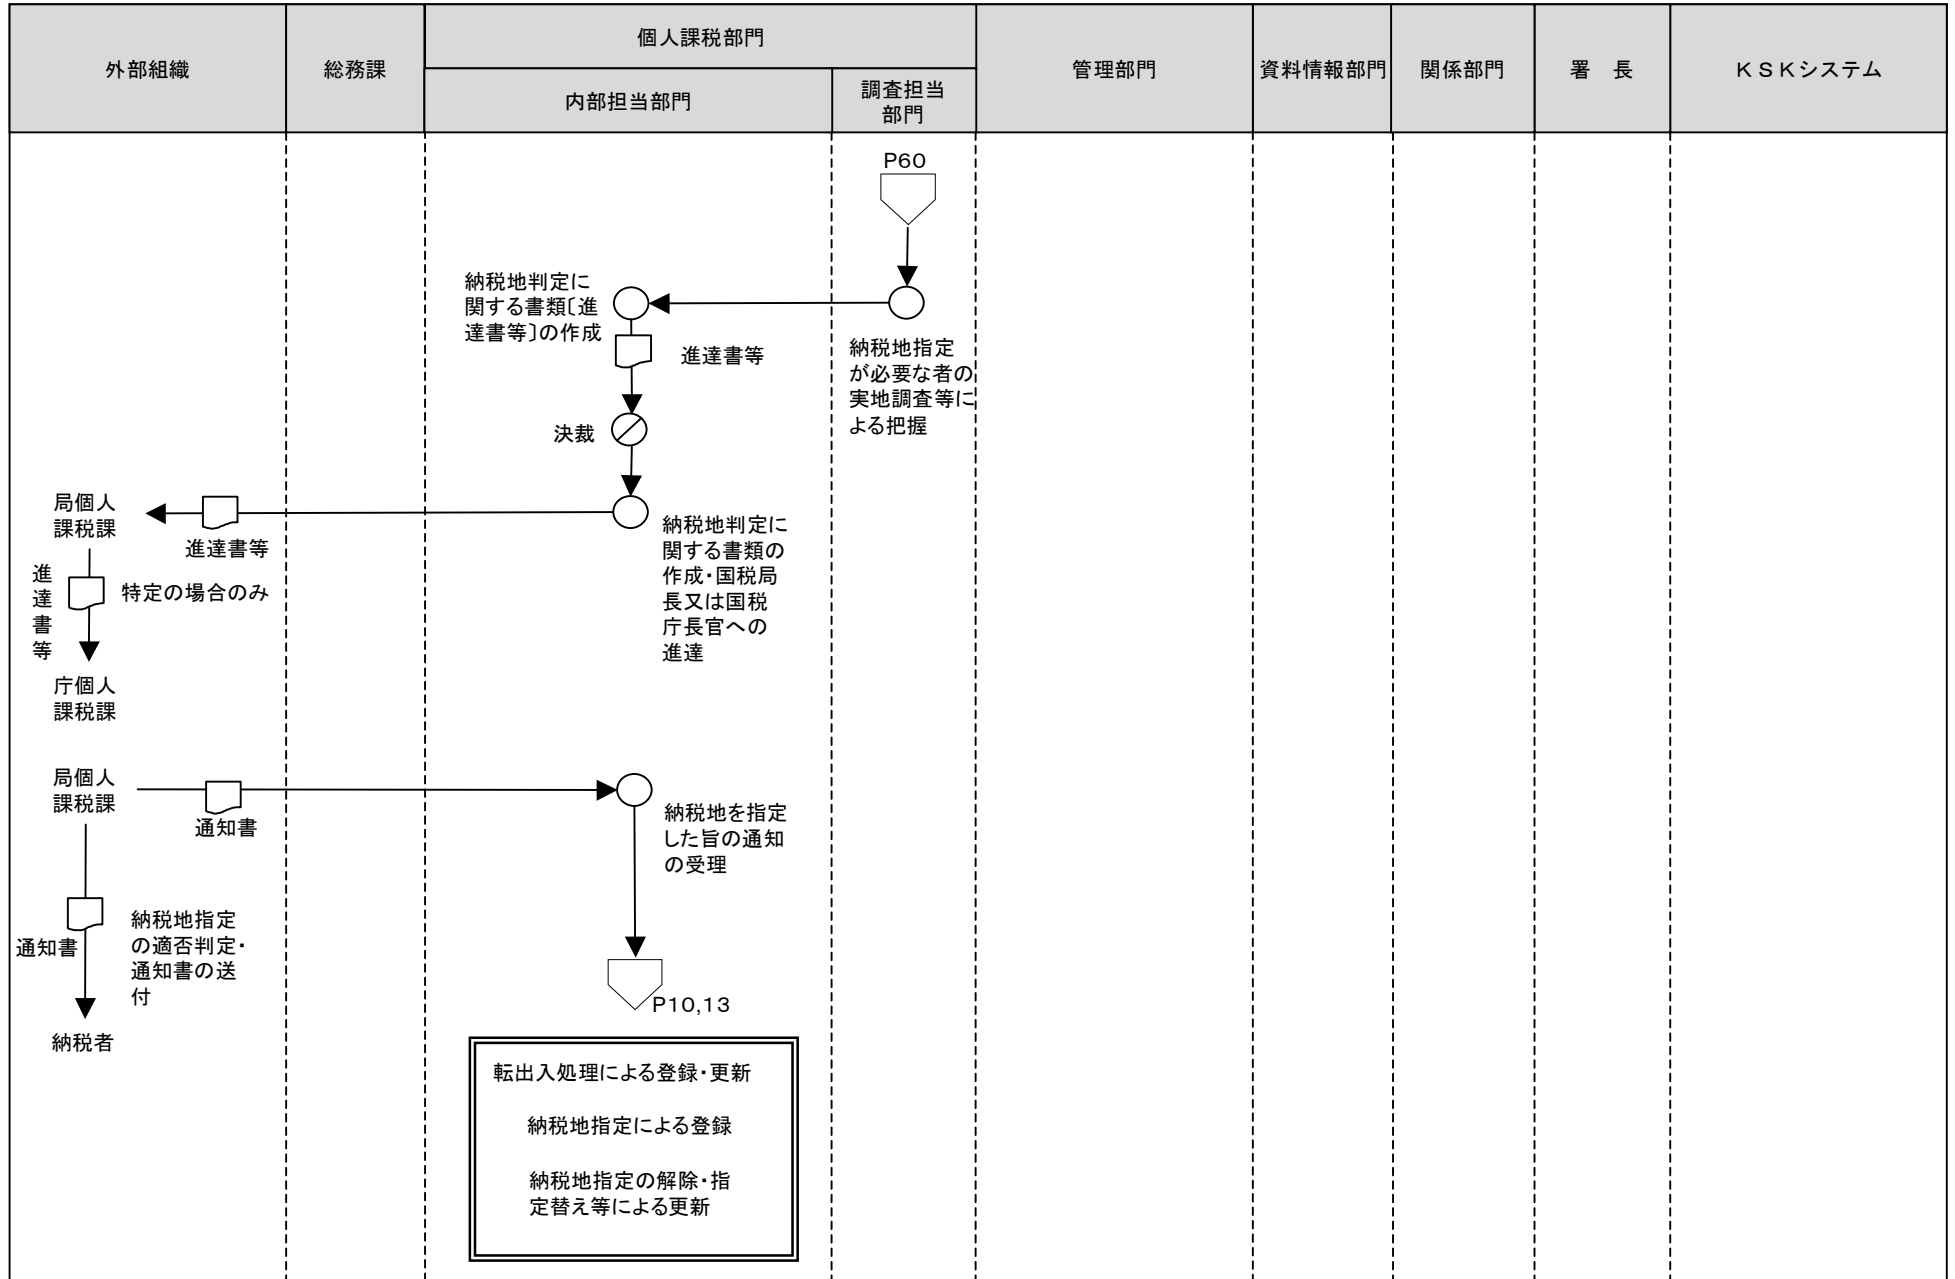 外部組織
総務課
個人課税部門
内部担当部門
調査担当
部門
管理部門
資料情報部門
関係部門
署　長
ＫＳＫシステム
P60
納税地判定に
関する書類〔進
達書等〕の作成
進達書等
納税地指定
が必要な者の
実地調査等に
よる把握
決裁
局個人
課税課
進達書等
納税地判定に
関する書類の
作成・国税局
長又は国税
庁長官への
進達
進
達
書
等
特定の場合のみ
庁個人
課税課
局個人
課税課
通知書
納税地を指定
した旨の通知
の受理
通知書
納税地指定
の適否判定・
通知書の送
付
納税者
P10,13
転出入処理による登録・更新
納税地指定による登録
納税地指定の解除・指
定替え等による更新